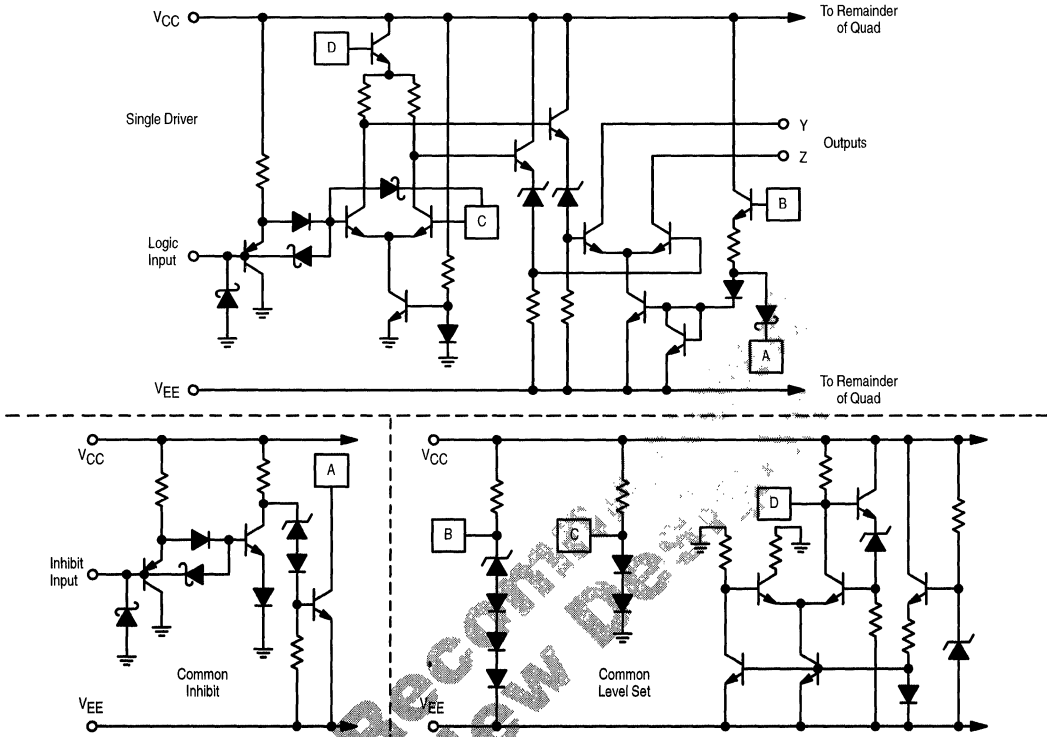 VCC
To Remainder
of Quad
D
Single Driver
Y
Outputs
Z
B
C
Logic
Input
A
VEE
To Remainder
of Quad
VCC
A
Inhibit
Input
Common
Inhibit
VEE
VCC
B
C
D
Common
Level Set
VEE